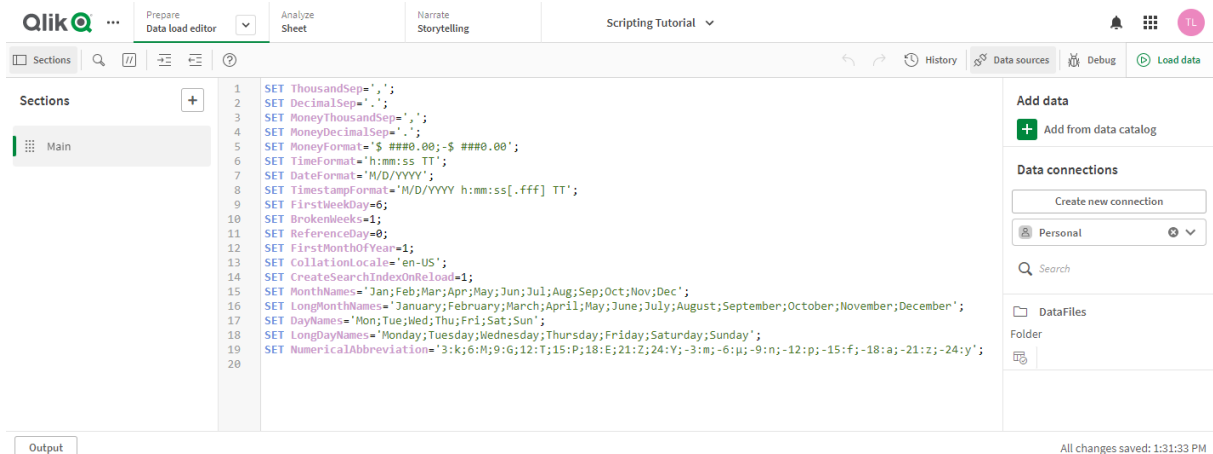 Qlik
Prepare
Data load editor
Analyze
Sheet
Narrate
Storytelling
Scripting Tutorial
TL
Sections
//
?
History
Data sources
Debug
Load data
Sections
+
Main
1 SET ThousandSep=',';
2 SET DecimalSep='.';
3 SET MoneyThousandSep=',';
4 SET MoneyDecimalSep='.';
5 SET MoneyFormat='$ ###0.00;-$ ###0.00';
6 SET TimeFormat='h:mm:ss TT';
7 SET DateFormat='M/D/YYYY';
8 SET TimestampFormat='M/D/YYYY h:mm:ss[.fff] TT';
9 SET FirstWeekDay=6;
10 SET BrokenWeeks=1;
11 SET ReferenceDay=0;
12 SET FirstMonthOfYear=1;
13 SET CollationLocale='en-US';
14 SET CreateSearchIndexOnReload=1;
15 SET MonthNames='Jan;Feb;Mar;Apr;May;Jun;Jul;Aug;Sep;Oct;Nov;Dec';
16 SET LongMonthNames='January;February;March;April;May;June;July;August;September;October;November;December';
17 SET DayNames='Mon;Tue;Wed;Thu;Fri;Sat;Sun';
18 SET LongDayNames='Monday;Tuesday;Wednesday;Thursday;Friday;Saturday;Sunday';
19 SET NumericalAbbreviation='3:k;6:M;9:G;12:T;15:P;18:E;21:Z;24:Y;-3:m;-6:μ;-9:n;-12:p;-15:f;-18:a;-21:z;-24:y';
20
Add data
Add from data catalog
Data connections
Create new connection
Personal
Search
DataFiles
Folder
Output
All changes saved: 1:31:33 PM